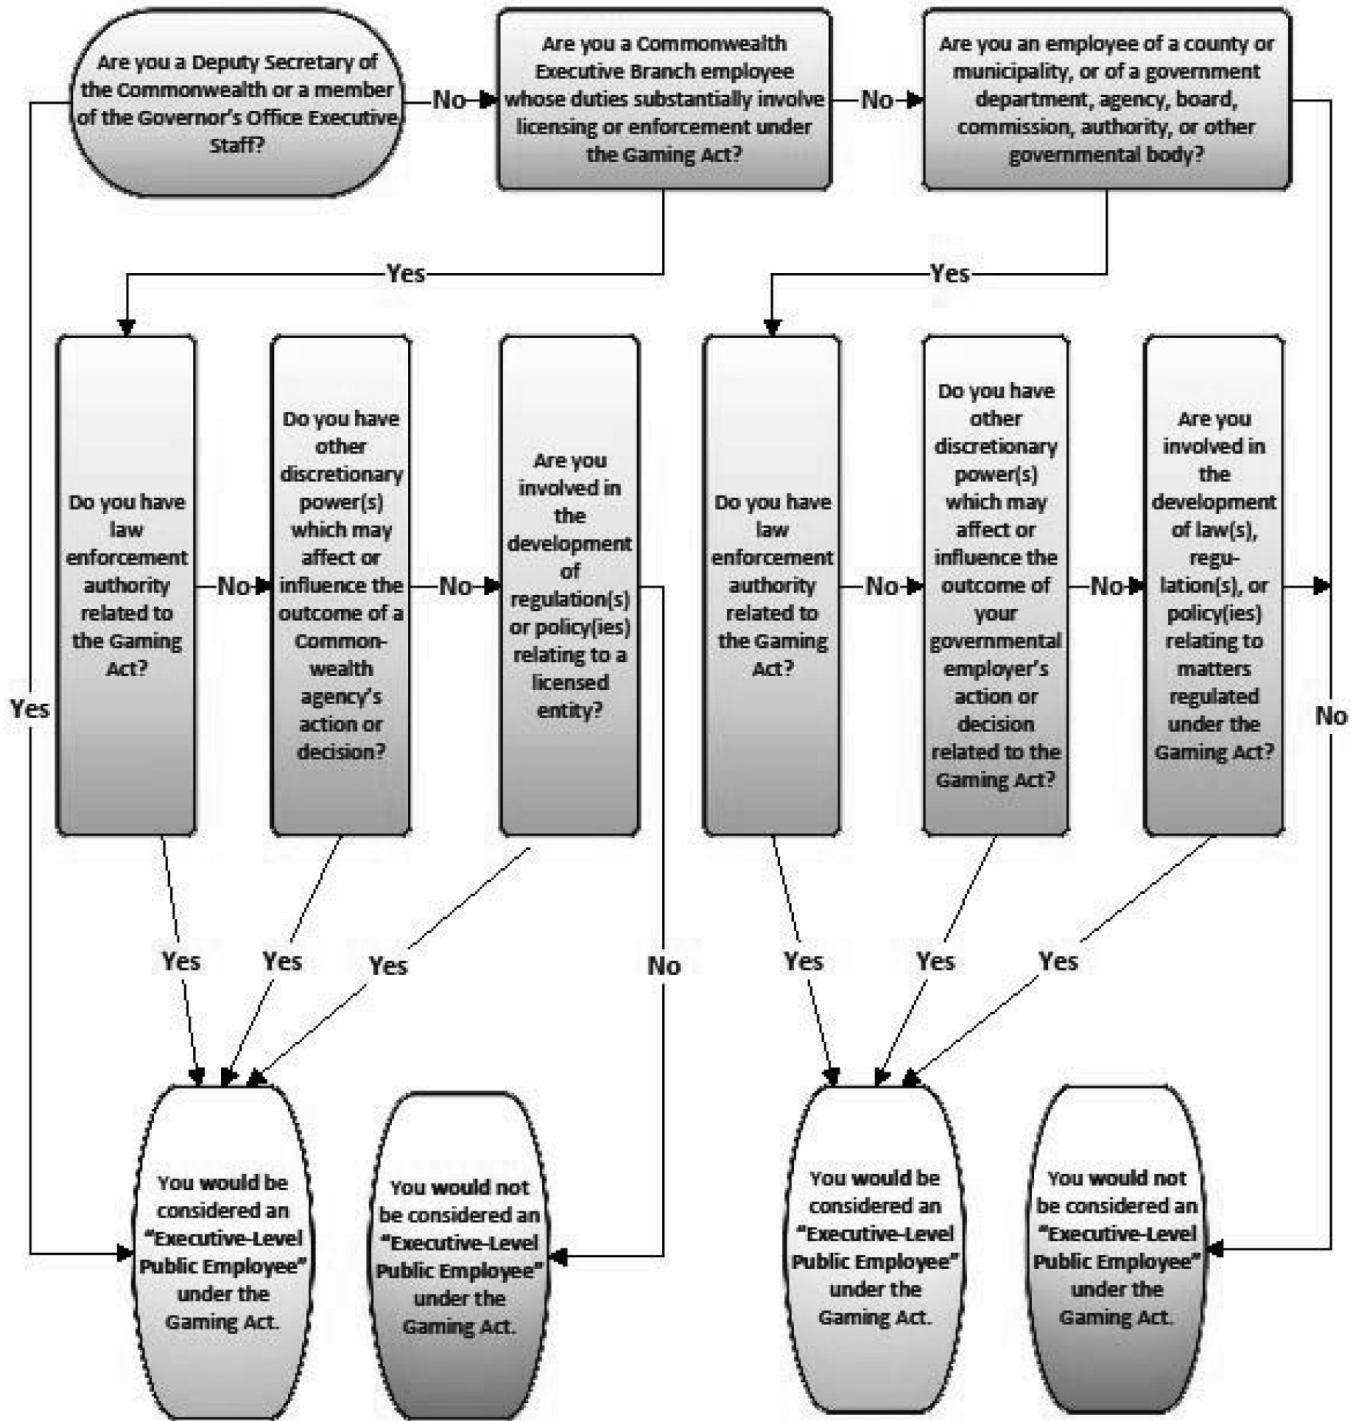 Are you a Deputy Secretary of
the Commonwealth or a member
of the Governor's Office Executive
Staff?
No
Are you a Commonwealth
Executive Branch employee
whose duties substantially involve
licensing or enforcement under
the Gaming Act?
No
Are you an employee of a county or
municipality, or of a government
department, agency, board,
commission, authority, or other
governmental body?
Yes
Yes
Do you have
law
enforcement
authority
related to
the Gaming
Act?
No
Do you have
other
discretionary
power(s)
which may
affect or
influence the
outcome of a
Common-
wealth
agency's
action or
decision?
No
Are you
involved in
the
development
of
regulation(s)
or policy(ies)
relating to a
licensed
entity?
Do you have
law
enforcement
authority
related to
the Gaming
Act?
No
Do you have
other
discretionary
power(s)
which may
affect or
influence the
outcome of
your
governmental
employer's
action or
decision
related to the
Gaming Act?
No
Are you
involved in
the
development
of law(s),
regu-
lation(s), or
policy(ies)
relating to
matters
regulated
under the
Gaming Act?
Yes
No
Yes
Yes
Yes
No
Yes
Yes
Yes
You would be
considered an
“Executive-Level
Public Employee”
under the
Gaming Act.
You would not
be considered an
“Executive-Level
Public Employee”
under the
Gaming Act.
You would be
considered an
“Executive-Level
Public Employee”
under the
Gaming Act.
You would not
be considered an
“Executive-Level
Public Employee”
under the
Gaming Act.